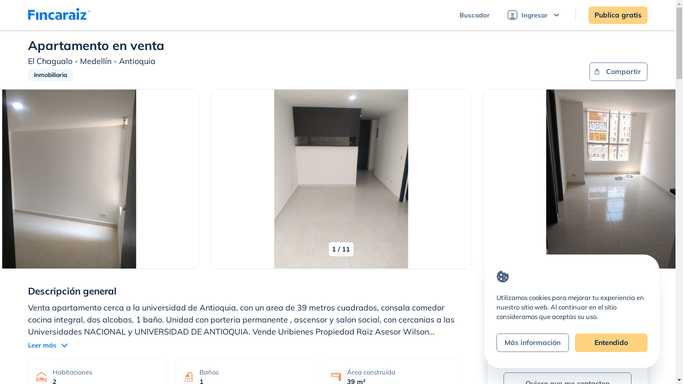 Fincaraiz
Buscador
Ingresar
Publica gratis
Apartamento en venta
El Chagualo - Medellín - Antioquia
Inmobiliaria
Compartir
1 / 11
Descripción general
Venta apartamento cerca a la universidad de Antioquia, con un area de 39 metros cuadrados, consala comedor
cocina integral, dos alcobas, 1 baño. Unidad con porteria permanente , ascensor y salon social, con cercanias a las
Universidades NACIONAL y UNIVERSIDAD DE ANTIOQUIA. Vende Uribienes Propiedad Raiz Asesor Wilson...
Leer más
Habitaciones
2
Baños
1
Área construida
39 m²
Utilizamos cookies para mejorar tu experiencia en
nuestro sitio web. Al continuar en el sitio
consideramos que aceptas su uso.
Más información
Entendido
Quiero que me contacten